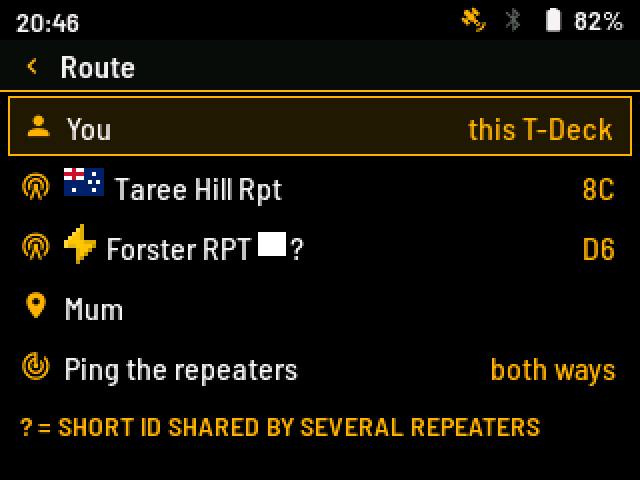 20:46 82%
Route
You this T-Deck
Taree Hill Rpt 8C
Forster RPT ? D6
Mum
Ping the repeaters both ways
? = SHORT ID SHARED BY SEVERAL REPEATERS